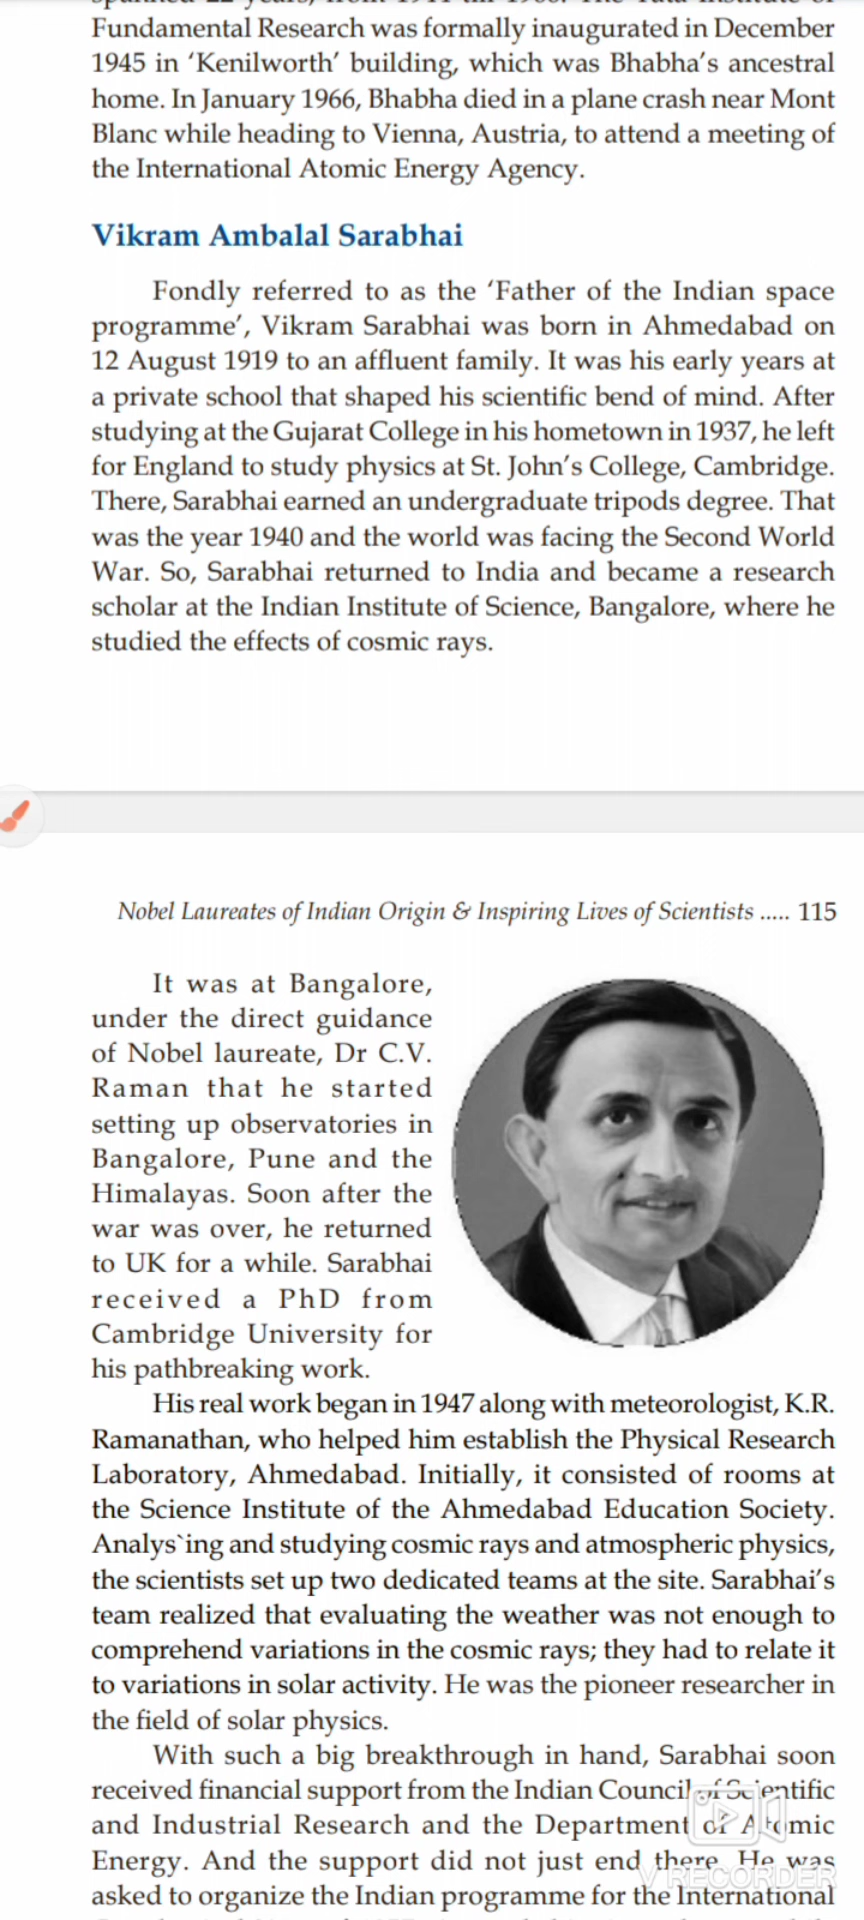 Fundamental Research was formally inaugurated in December
1945 in ‘Kenilworth’ building, which was Bhabha’s ancestral
home. In January 1966, Bhabha died in a plane crash near Mont
Blanc while heading to Vienna, Austria, to attend a meeting of
the International Atomic Energy Agency.
Vikram Ambalal Sarabhai
Fondly referred to as the ‘Father of the Indian space
programme’, Vikram Sarabhai was born in Ahmedabad on
12 August 1919 to an affluent family. It was his early years at
a private school that shaped his scientific bend of mind. After
studying at the Gujarat College in his hometown in 1937, he left
for England to study physics at St. John’s College, Cambridge.
There, Sarabhai earned an undergraduate tripods degree. That
was the year 1940 and the world was facing the Second World
War. So, Sarabhai returned to India and became a research
scholar at the Indian Institute of Science, Bangalore, where he
studied the effects of cosmic rays.
Nobel Laureates of Indian Origin & Inspiring Lives of Scientists ..... 115
It was at Bangalore,
under the direct guidance
of Nobel laureate, Dr C.V.
Raman that he started
setting up observatories in
Bangalore, Pune and the
Himalayas. Soon after the
war was over, he returned
to UK for a while. Sarabhai
received a PhD from
Cambridge University for
his pathbreaking work.
His real work began in 1947 along with meteorologist, K.R.
Ramanathan, who helped him establish the Physical Research
Laboratory, Ahmedabad. Initially, it consisted of rooms at
the Science Institute of the Ahmedabad Education Society.
Analys`ing and studying cosmic rays and atmospheric physics,
the scientists set up two dedicated teams at the site. Sarabhai’s
team realized that evaluating the weather was not enough to
comprehend variations in the cosmic rays; they had to relate it
to variations in solar activity. He was the pioneer researcher in
the field of solar physics.
With such a big breakthrough in hand, Sarabhai soon
received financial support from the Indian Council of Scientific
and Industrial Research and the Department of Atomic
Energy. And the support did not just end there. He was
V RECORDER
asked to organize the Indian programme for the International